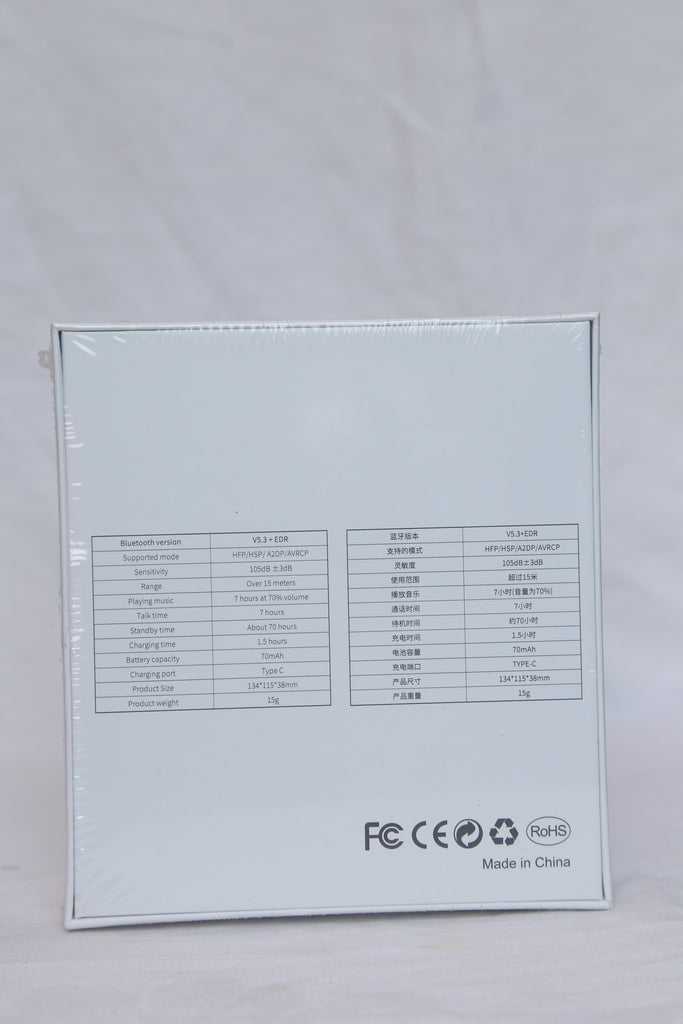 Bluetooth version V5.3 + EDR
Supported mode HFP/HSP/ A2DP/AVRCP
Sensitivity 105dB ±3dB
Range Over 15 meters
Playing music 7 hours at 70% volume
Talk time 7 hours
Standby time About 70 hours
Charging time 1.5 hours
Battery capacity 70mAh
Charging port Type C
Product Size 134*115*38mm
Product weight 15g
蓝牙版本 V5.3+EDR
支持的模式 HFP/HSP/A2DP/AVRCP
灵敏度 105dB±3dB
使用范围 超过15米
播放音乐 7小时(音量为70%)
通话时间 7小时
待机时间 约70小时
充电时间 1.5小时
电池容量 70mAh
充电端口 TYPE-C
产品尺寸 134*115*38mm
产品重量 15g
FC CE RoHS
Made in China